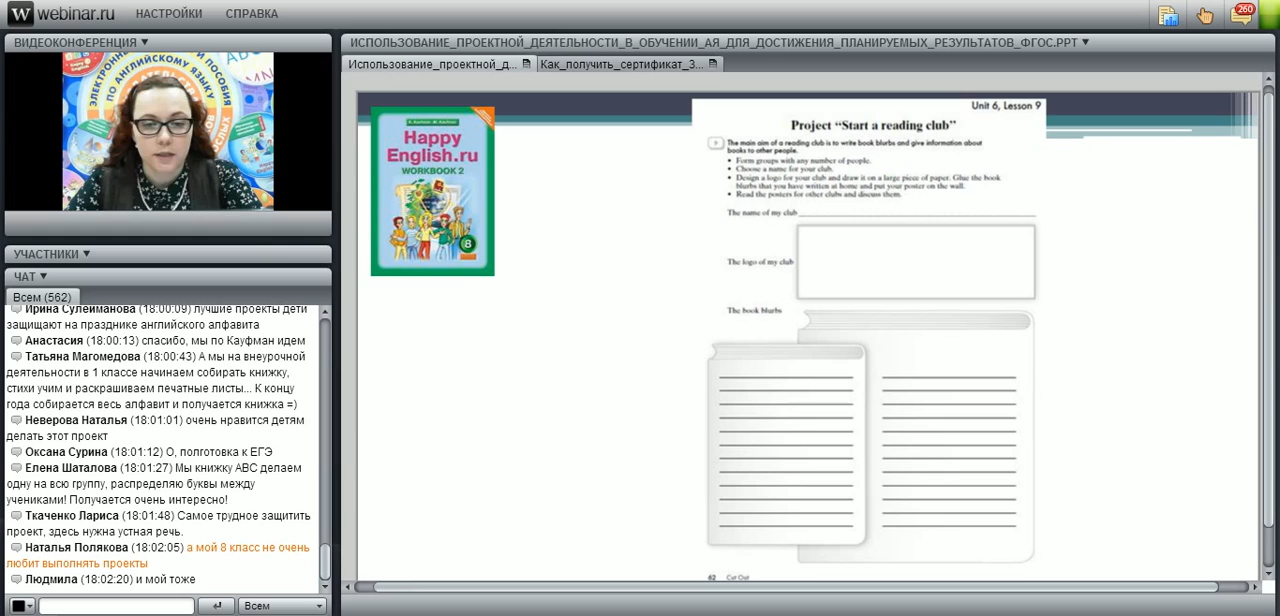 W webinar.ru НАСТРОЙКИ СПРАВКА
260
ВИДЕОКОНФЕРЕНЦИЯ
ЭЛЕКТРОН
ПОСОБИЯ
ПО АНГЛИЙСКОМУ ЯЗЫКУ
УЧАСТНИКИ
ЧАТ
Всем (562)
Ирина Сулейманова (18:00:09) лучшие проекты дети
защищают на празднике английского алфавита
Анастасия (18:00:13) спасибо, мы по Кауфман идем
Татьяна Магомедова (18:00:43) А мы на внеурочной
деятельности в 1 классе начинаем собирать книжку,
стихи учим и раскрашиваем печатные листы... К концу
года собирается весь алфавит и получается книжка =)
Неверова Наталья (18:01:01) очень нравится детям
делать этот проект
Оксана Сурина (18:01:12) О, полготовка к ЕГЭ
Елена Шаталова (18:01:27) Мы книжку АВС делаем
одну на всю группу, распределяю буквы между
учениками! Получается очень интересно!
Ткаченко Лариса (18:01:48) Самое трудное защитить
проект, здесь нужна устная речь.
Наталья Полякова (18:02:05) а мой 8 класс не очень
любит выполнять проекты
Людмила (18:02:20) и мой тоже
Всем
ИСПОЛЬЗОВАНИЕ_ПРОЕКТНОЙ_ДЕЯТЕЛЬНОСТИ_В_ОБУЧЕНИИ_АЯ_ДЛЯ_ДОСТИЖЕНИЯ_ПЛАНИРУЕМЫХ_РЕЗУЛЬТАТОВ_ФГОС.PPT
Использование_проектной_д... Как_получить_сертификат_3...
Happy
English.ru
WORKBOOK 2
8
Unit 6, Lesson 9
Project “Start a reading club”
The main aim of a reading club is to write book blurbs and give information about
books to other people.
• Form groups with any number of people.
• Choose a name for your club.
• Design a logo for your club and draw it on a large piece of paper. Glue the book
blurbs that you have written at home and put your poster on the wall.
• Read the posters for other clubs and discuss them.
The name of my club
The logo of my club
The book blurbs
62 Cut Out